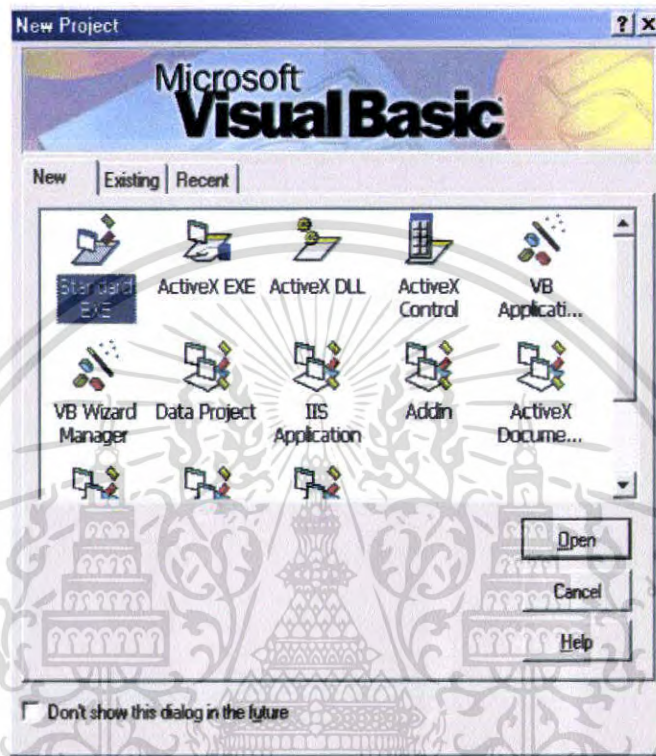 New Project
Microsoft
Visual Basic
New Existing Recent
Standard EXE
ActiveX EXE
ActiveX DLL
ActiveX Control
VB Applicati...
VB Wizard Manager
Data Project
IIS Application
Addin
ActiveX Docume...
Open
Cancel
Help
Don't show this dialog in the future